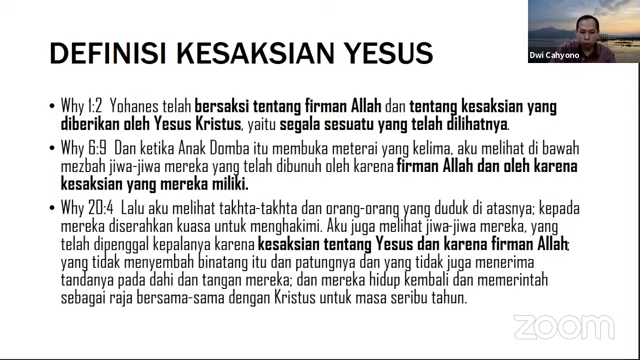 DEFINISI KESAKSIAN YESUS
Dwi Cahyono
• Why 1:2 Yohanes telah bersaksi tentang firman Allah dan tentang kesaksian yang
diberikan oleh Yesus Kristus, yaitu segala sesuatu yang telah dilihatnya.
• Why 6:9 Dan ketika Anak Domba itu membuka meterai yang kelima, aku melihat di bawah
mezbah jiwa-jiwa mereka yang telah dibunuh oleh karena firman Allah dan oleh karena
kesaksian yang mereka miliki.
• Why 20:4 Lalu aku melihat takhta-takhta dan orang-orang yang duduk di atasnya; kepada
mereka diserahkan kuasa untuk menghakimi. Aku juga melihat jiwa-jiwa mereka, yang
telah dipenggal kepalanya karena kesaksian tentang Yesus dan karena firman Allah;
yang tidak menyembah binatang itu dan patungnya dan yang tidak juga menerima
tandanya pada dahi dan tangan mereka; dan mereka hidup kembali dan memerintah
sebagai raja bersama-sama dengan Kristus untuk masa seribu tahun.
zoom